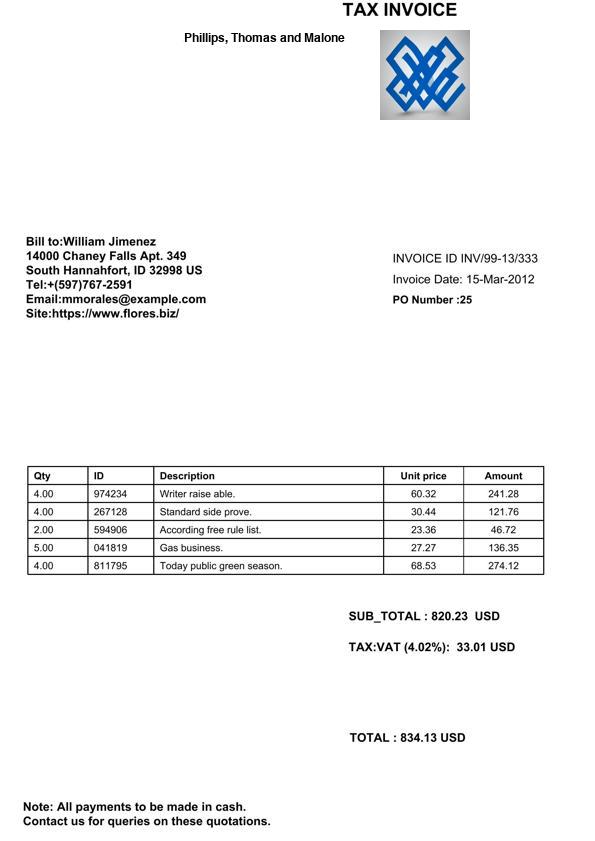 TAX INVOICE
Phillips, Thomas and Malone
Bill to:William Jimenez
14000 Chaney Falls Apt. 349
South Hannahfort, ID 32998 US
Tel:+(597)767-2591
Email:mmorales@example.com
Site:https://www.flores.biz/
INVOICE ID INV/99-13/333
Invoice Date: 15-Mar-2012
PO Number :25
Qty ID Description Unit price Amount
4.00 974234 Writer raise able. 60.32 241.28
4.00 267128 Standard side prove. 30.44 121.76
2.00 594906 According free rule list. 23.36 46.72
5.00 041819 Gas business. 27.27 136.35
4.00 811795 Today public green season. 68.53 274.12
SUB_TOTAL : 820.23 USD
TAX:VAT (4.02%): 33.01 USD
TOTAL : 834.13 USD
Note: All payments to be made in cash.
Contact us for queries on these quotations.